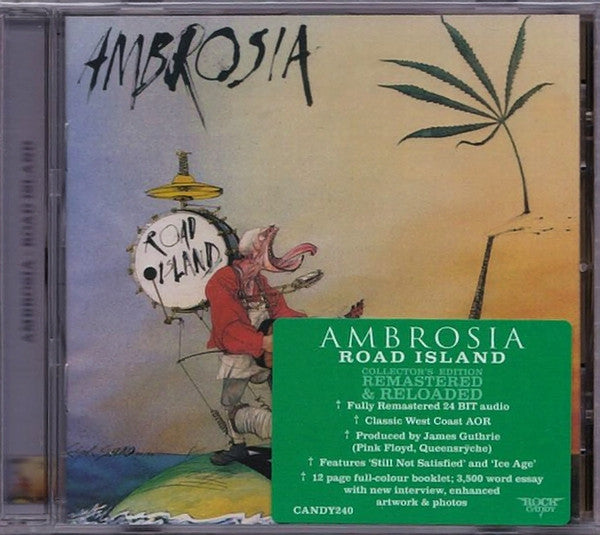 AMBROSIA
AMBROSIA ROAD ISLAND
ROAD
ISLAND
AMBROSIA
ROAD ISLAND
COLLECTOR'S EDITION
REMASTERED
& RELOADED
† Fully Remastered 24 BIT audio
† Classic West Coast AOR
† Produced by James Guthrie
(Pink Floyd, Queensrÿche)
† Features 'Still Not Satisfied' and 'Ice Age'
† 12 page full-colour booklet; 3,500 word essay
with new interview, enhanced
artwork & photos
CANDY240
ROCK
CANDY